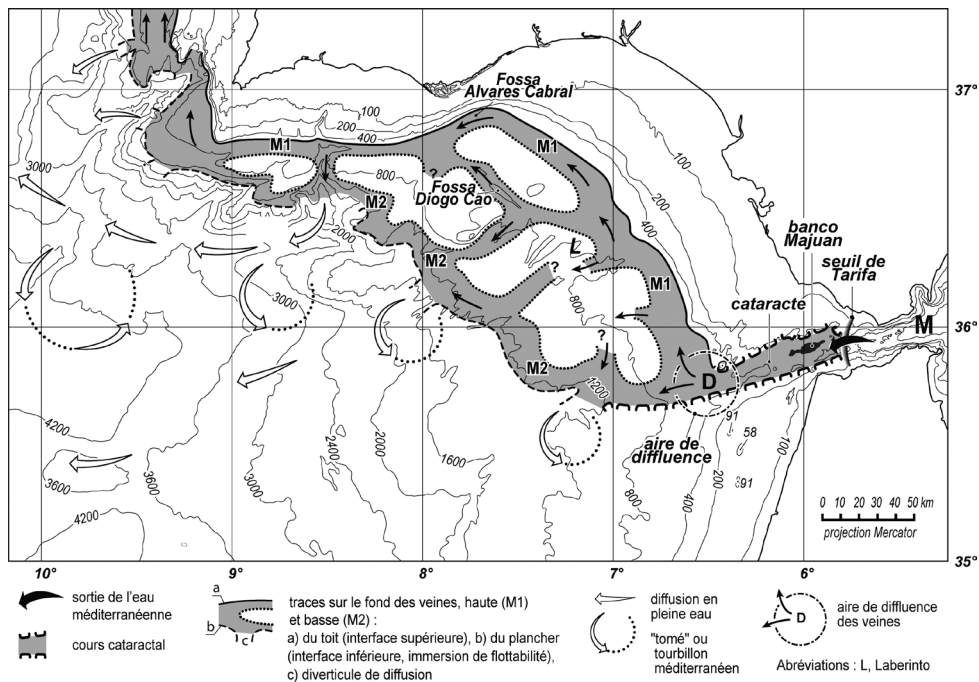 37°
36°
35°
10°
9°
8°
7°
6°
Fossa
Alvares Cabral
100
200
400
M1
M1
800
?
Fossa
Diogo Cao
M2
3000
2000
M2
L
?
100
200
400
banco
Majuan
seuil de
Tarifa
cataracte
M
3000
800
M1
?
M2
D
1200
aire de
diffluence
91
58
91
100
200
400
800
1600
2000
2400
3000
3600
4200
3600
4200
4200
0 10 20 30 40 50 km
projection Mercator
sortie de l'eau
méditerranéenne
cours cataractal
a
b
c
traces sur le fond des veines, haute (M1)
et basse (M2) :
a) du toit (interface supérieure), b) du plancher
(interface inférieure, immersion de flottabilité),
c) diverticule de diffusion
diffusion en
pleine eau
"tomé" ou
tourbillon
méditerranéen
D
aire de diffluence
des veines
Abréviations : L, Laberinto